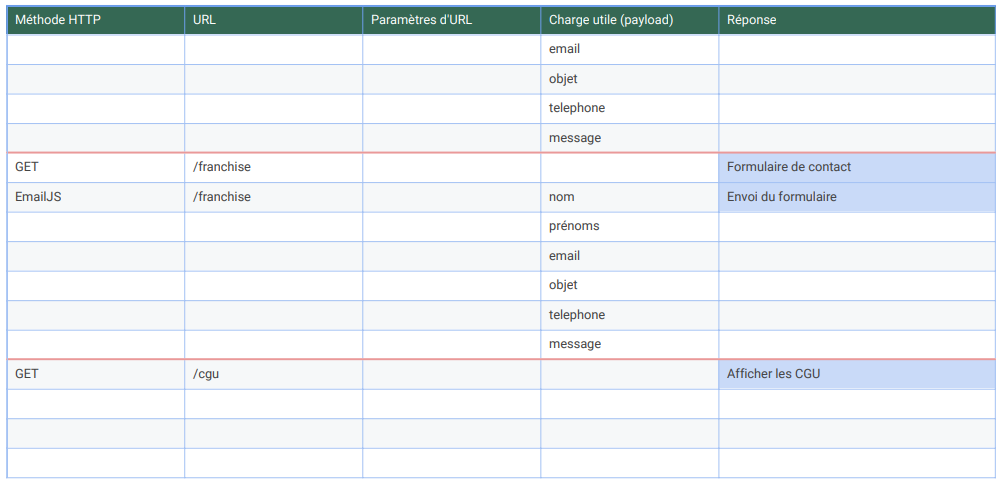 Méthode HTTP URL Paramètres d'URL Charge utile (payload) Réponse
email
objet
telephone
message
GET /franchise Formulaire de contact
EmailJS /franchise nom Envoi du formulaire
prénoms
email
objet
telephone
message
GET /cgu Afficher les CGU